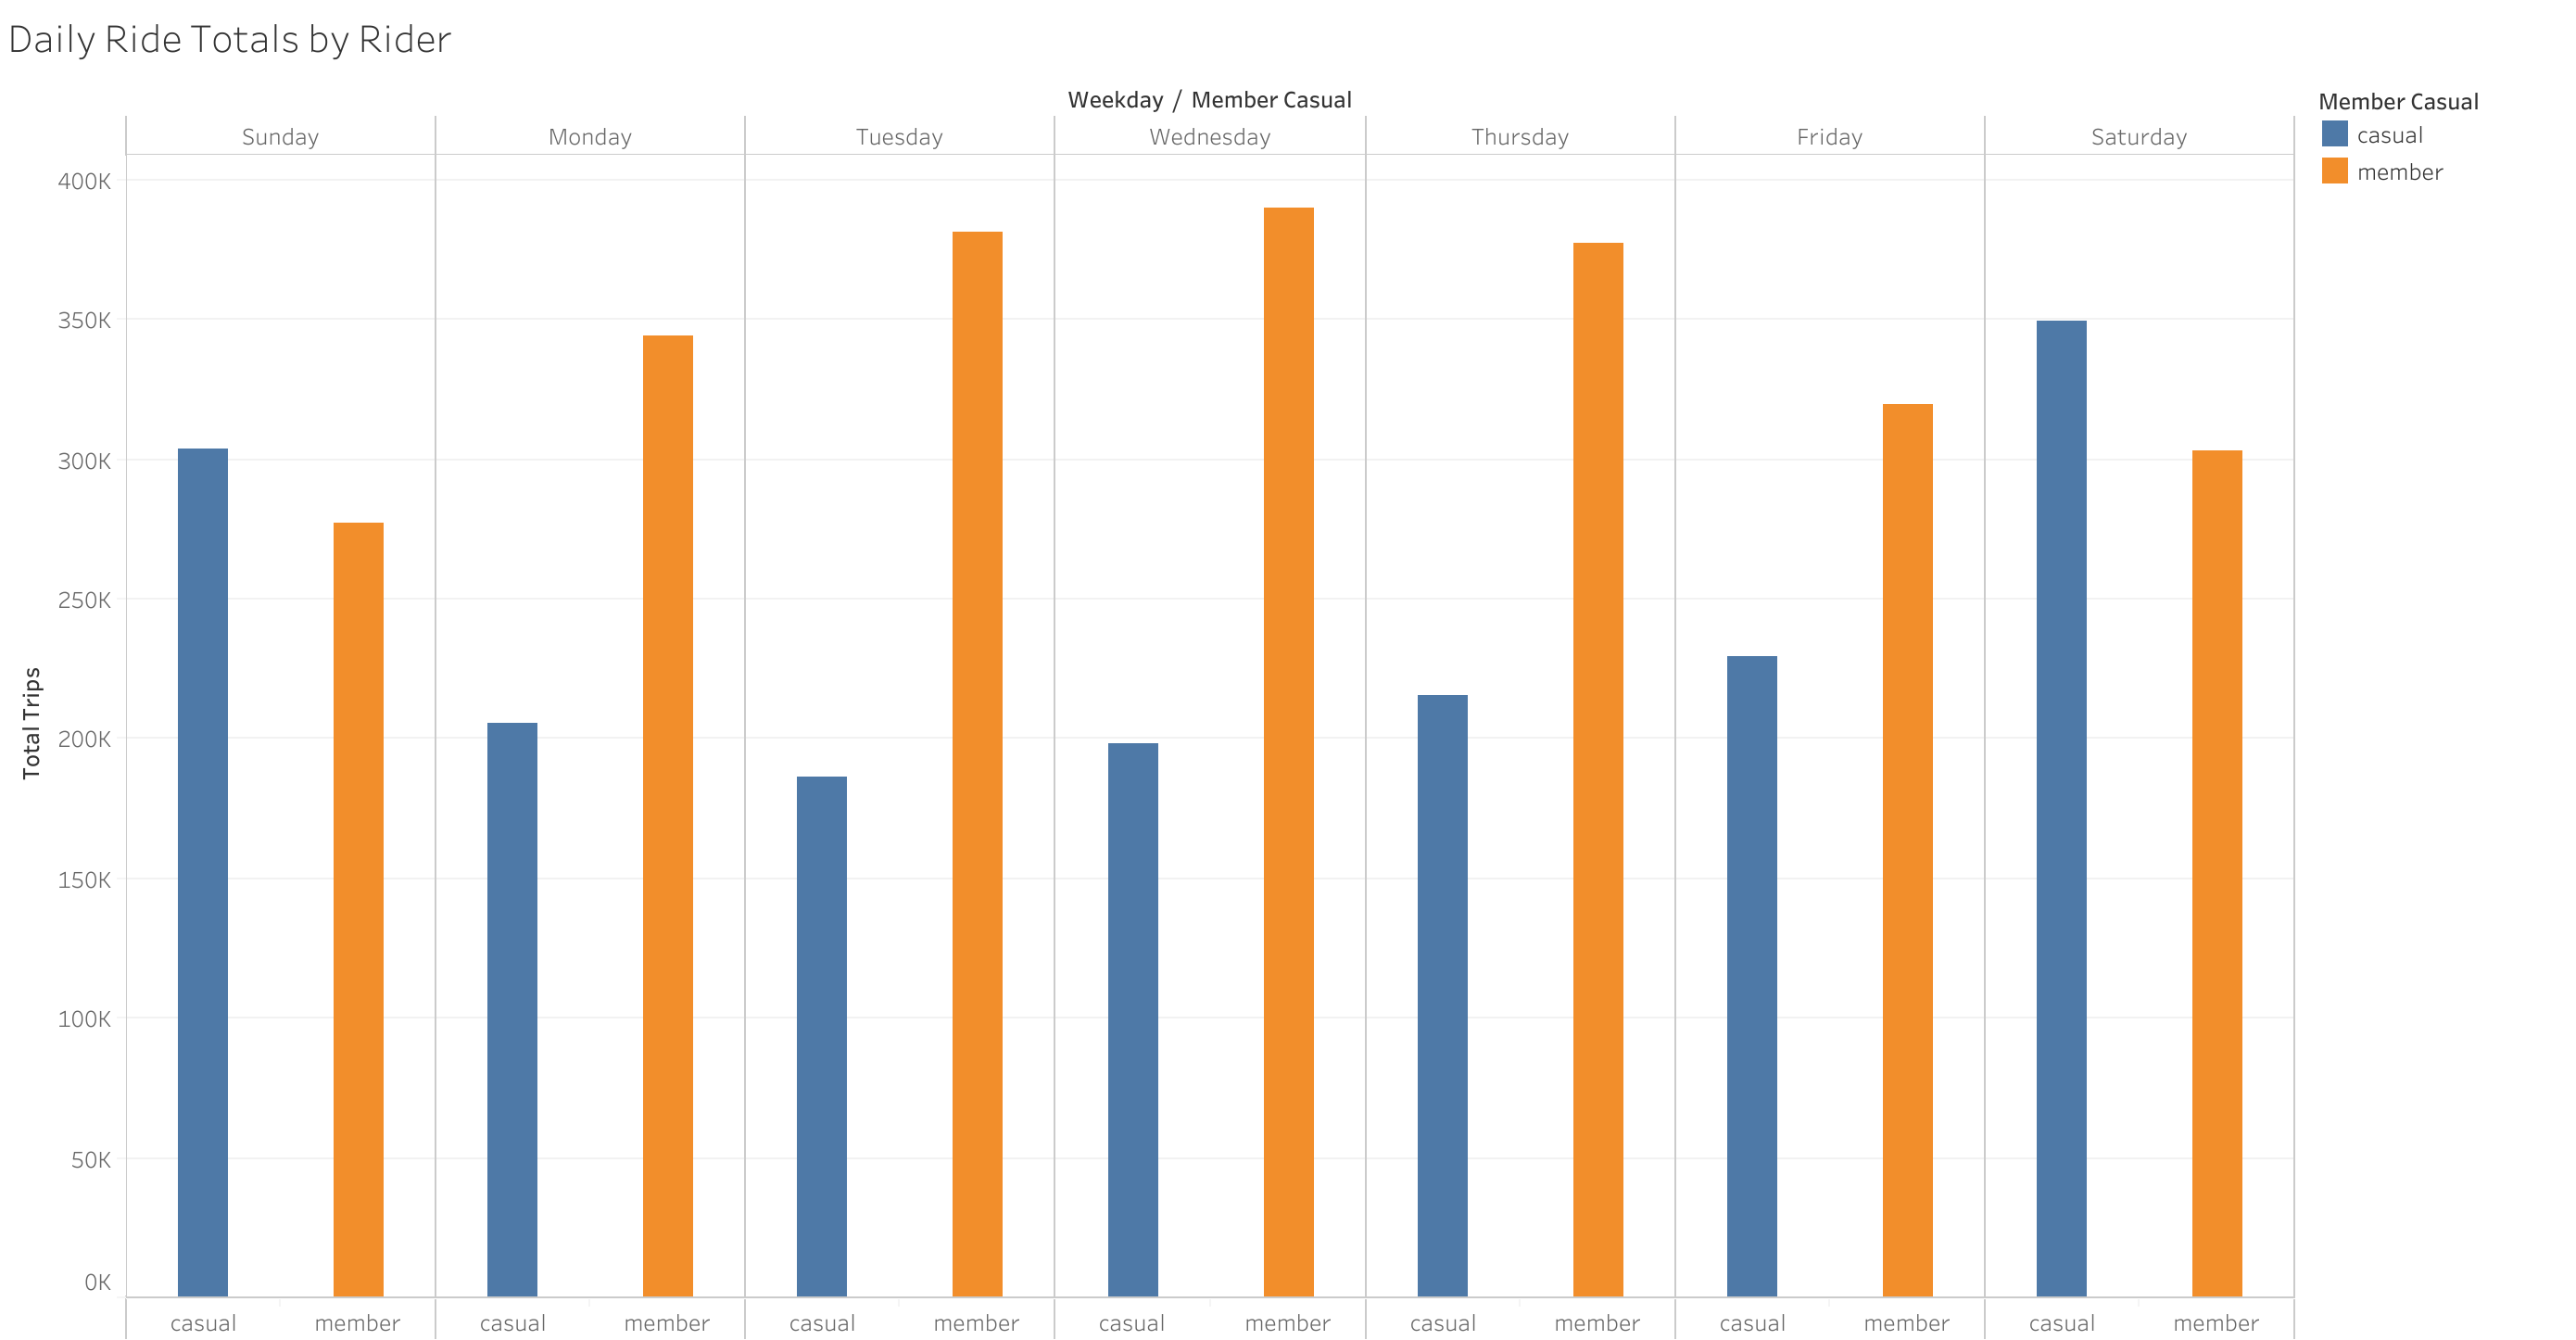 Daily Ride Totals by Rider
Weekday / Member Casual
Member Casual
casual
member
Sunday Monday Tuesday Wednesday Thursday Friday Saturday
400K
350K
300K
250K
200K
150K
100K
50K
0K
Total Trips
casual member casual member casual member casual member casual member casual member casual member